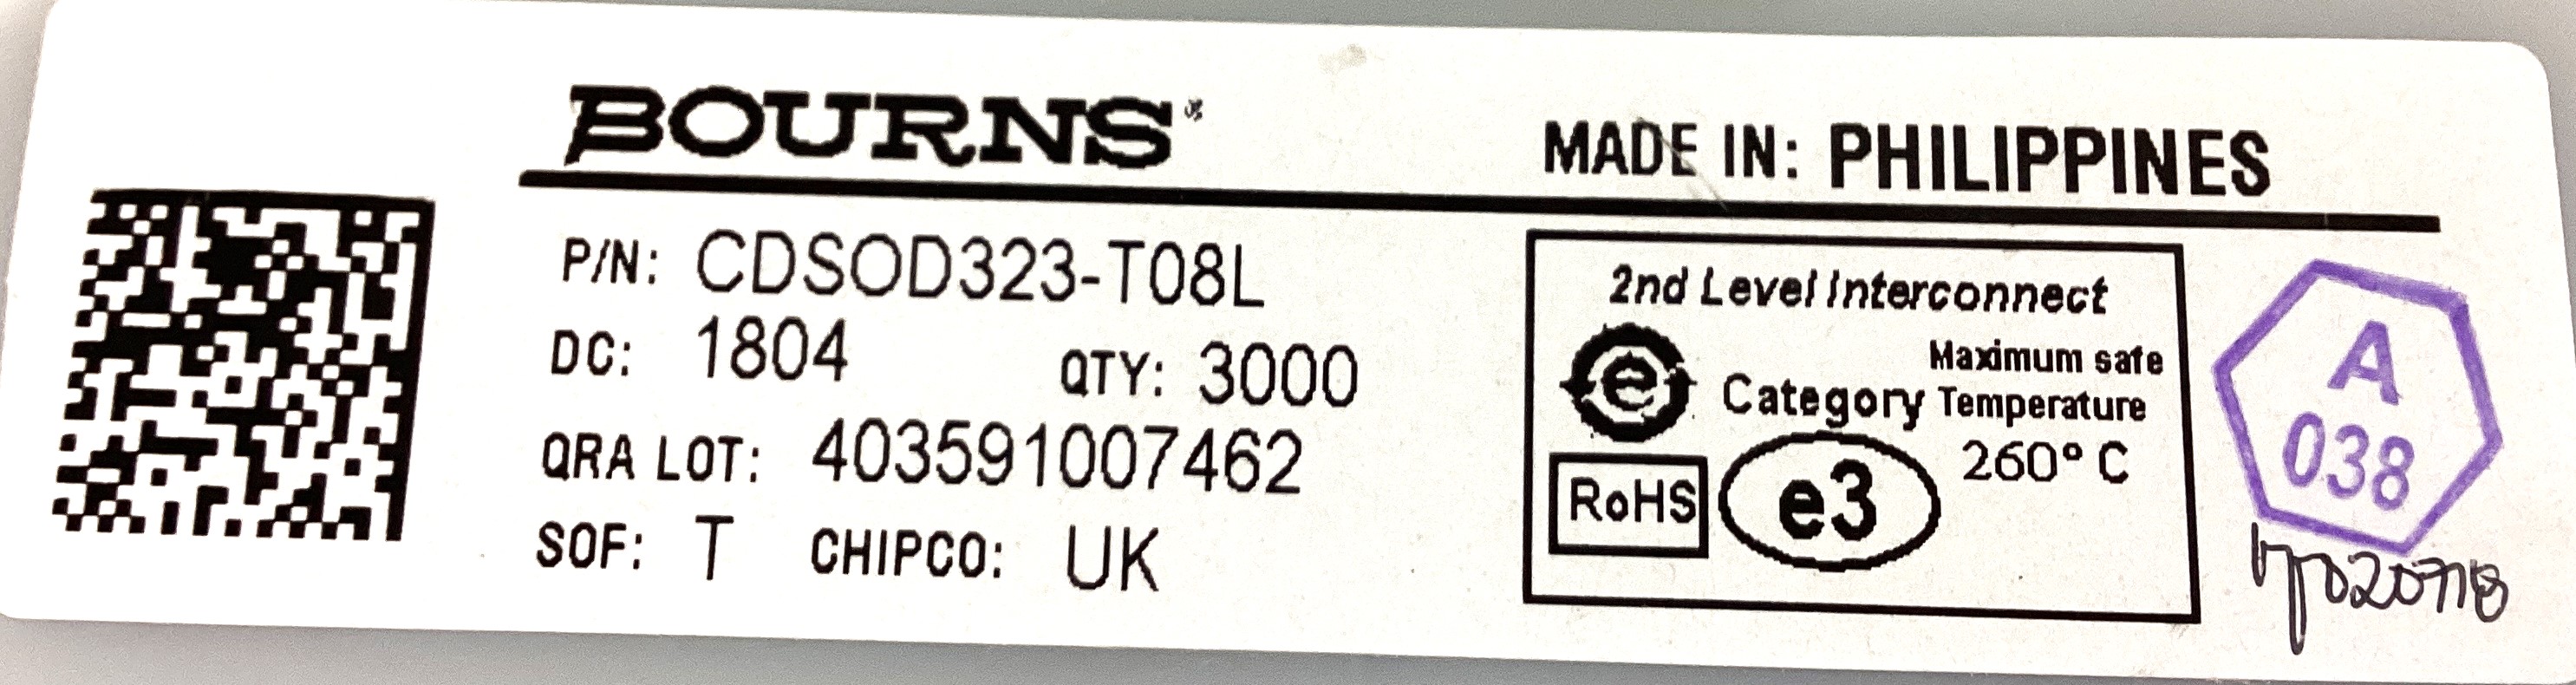 BOURNS®
MADE IN: PHILIPPINES
P/N: CDSOD323-T08L
DC: 1804 QTY: 3000
QRA LOT: 403591007462
SOF: T CHIPCO: UK
2nd Level Interconnect
e Category Maximum safe Temperature
260° C
RoHS
e3
A
038